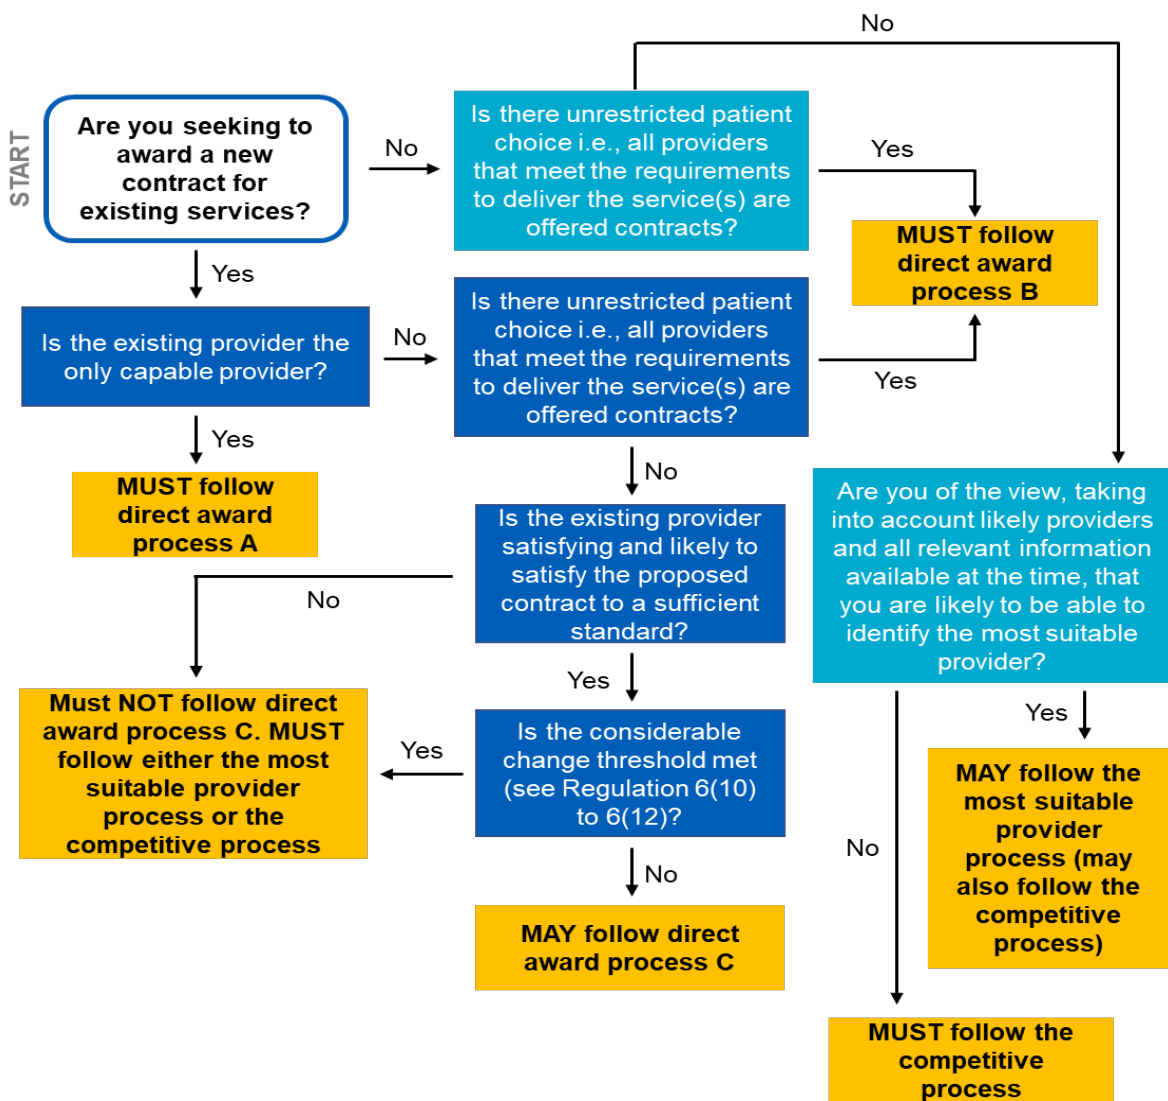 No
START
Are you seeking to
award a new
contract for
existing services?
No
Is there unrestricted patient
choice i.e., all providers
that meet the requirements
to deliver the service(s) are
offered contracts?
Yes
MUST follow
direct award
process B
Yes
Is the existing provider the
only capable provider?
No
Is there unrestricted patient
choice i.e., all providers
that meet the requirements
to deliver the service(s) are
offered contracts?
Yes
Yes
MUST follow
direct award
process A
No
Is the existing provider
satisfying and likely to
satisfy the proposed
contract to a sufficient
standard?
No
Are you of the view, taking
into account likely providers
and all relevant information
available at the time, that
you are likely to be able to
identify the most suitable
provider?
Yes
Must NOT follow direct
award process C. MUST
follow either the most
suitable provider
process or the
competitive process
Yes
Is the considerable
change threshold met
(see Regulation 6(10)
to 6(12)?
No
MAY follow direct
award process C
Yes
MAY follow the
most suitable
provider
process (may
also follow the
competitive
process)
No
MUST follow the
competitive
process